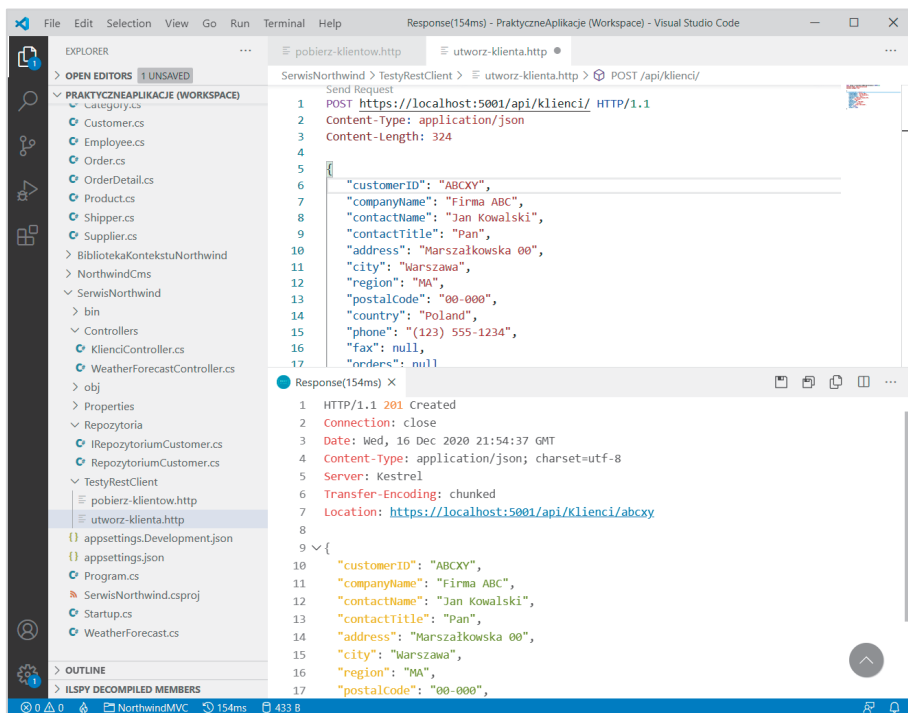 File Edit Selection View Go Run Terminal Help Response(154ms) - PraktyczneAplikacje (Workspace) - Visual Studio Code
EXPLORER
OPEN EDITORS 1 UNSAVED
PRAKTYCZNEAPLIKACJE (WORKSPACE)
Category.cs
Customer.cs
Employee.cs
Order.cs
OrderDetail.cs
Product.cs
Shipper.cs
Supplier.cs
BibliotekaKontekstuNorthwind
NorthwindCms
SerwisNorthwind
bin
Controllers
KlienciController.cs
WeatherForecastController.cs
obj
Properties
Repozytoria
IRepozytoriumCustomer.cs
RepozytoriumCustomer.cs
TestyRestClient
pobierz-klientow.http
utworz-klienta.http
appsettings.Development.json
appsettings.json
Program.cs
SerwisNorthwind.csproj
Startup.cs
WeatherForecast.cs
OUTLINE
ILSPY DECOMPILED MEMBERS
pobierz-klientow.http utworz-klienta.http
SerwisNorthwind > TestyRestClient > utworz-klienta.http > POST /api/klienci/
Send Request
1 POST https://localhost:5001/api/klienci/ HTTP/1.1
2 Content-Type: application/json
3 Content-Length: 324
4
5 {
6 "customerID": "ABCXY",
7 "companyName": "Firma ABC",
8 "contactName": "Jan Kowalski",
9 "contactTitle": "Pan",
10 "address": "Marszałkowska 00",
11 "city": "Warszawa",
12 "region": "MA",
13 "postalCode": "00-000",
14 "country": "Poland",
15 "phone": "(123) 555-1234",
16 "fax": null,
17 "orders": null
Response(154ms)
1 HTTP/1.1 201 Created
2 Connection: close
3 Date: Wed, 16 Dec 2020 21:54:37 GMT
4 Content-Type: application/json; charset=utf-8
5 Server: Kestrel
6 Transfer-Encoding: chunked
7 Location: https://localhost:5001/api/Klienci/abcxy
8
9 {
10 "customerID": "ABCXY",
11 "companyName": "Firma ABC",
12 "contactName": "Jan Kowalski",
13 "contactTitle": "Pan",
14 "address": "Marszałkowska 00",
15 "city": "Warszawa",
16 "region": "MA",
17 "postalCode": "00-000",
1
1
0 0 NorthwindMVC 154ms 433 B